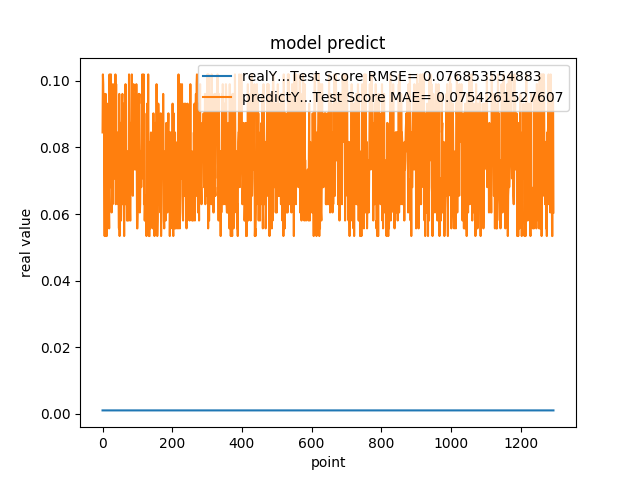 model predict
realY...Test Score RMSE= 0.076853554883
predictY...Test Score MAE= 0.0754261527607
0.10
0.08
0.06
0.04
0.02
0.00
real value
0 200 400 600 800 1000 1200
point